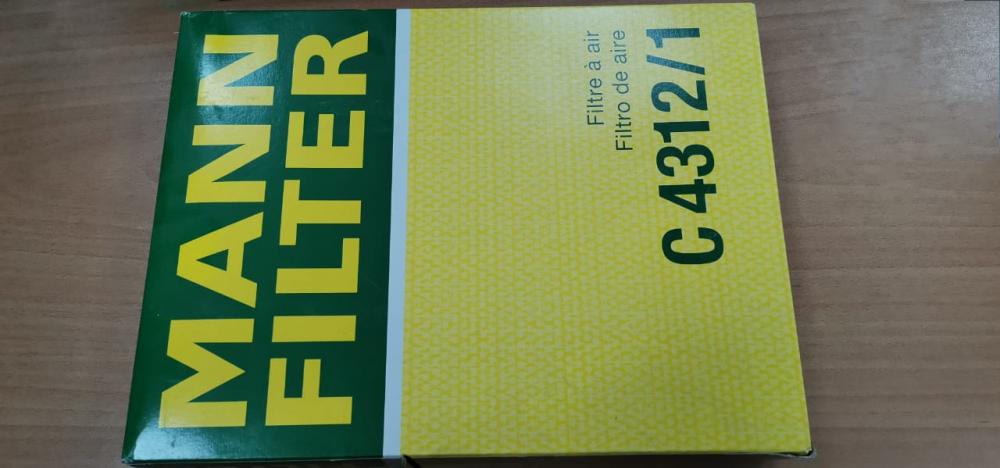 MANN
FILTER
Filtre à air
Filtro de aire
C 4312/1